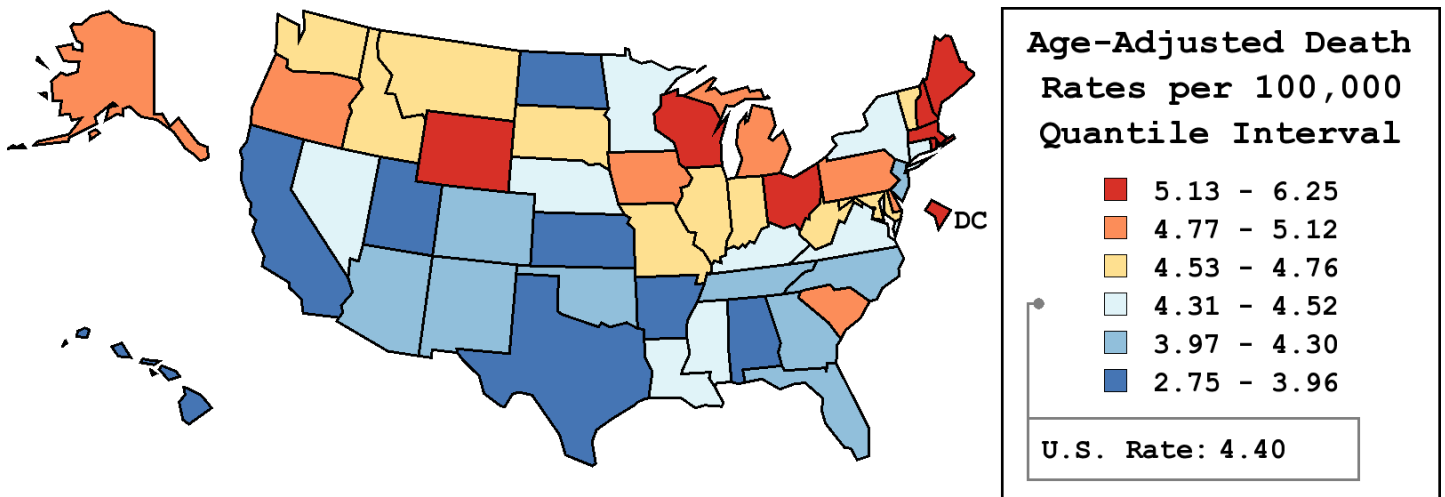 Age-Adjusted Death
Rates per 100,000
Quantile Interval
5.13 - 6.25
4.77 - 5.12
DC
4.53 - 4.76
4.31 - 4.52
3.97 - 4.30
2.75 - 3.96
U.S. Rate: 4.40